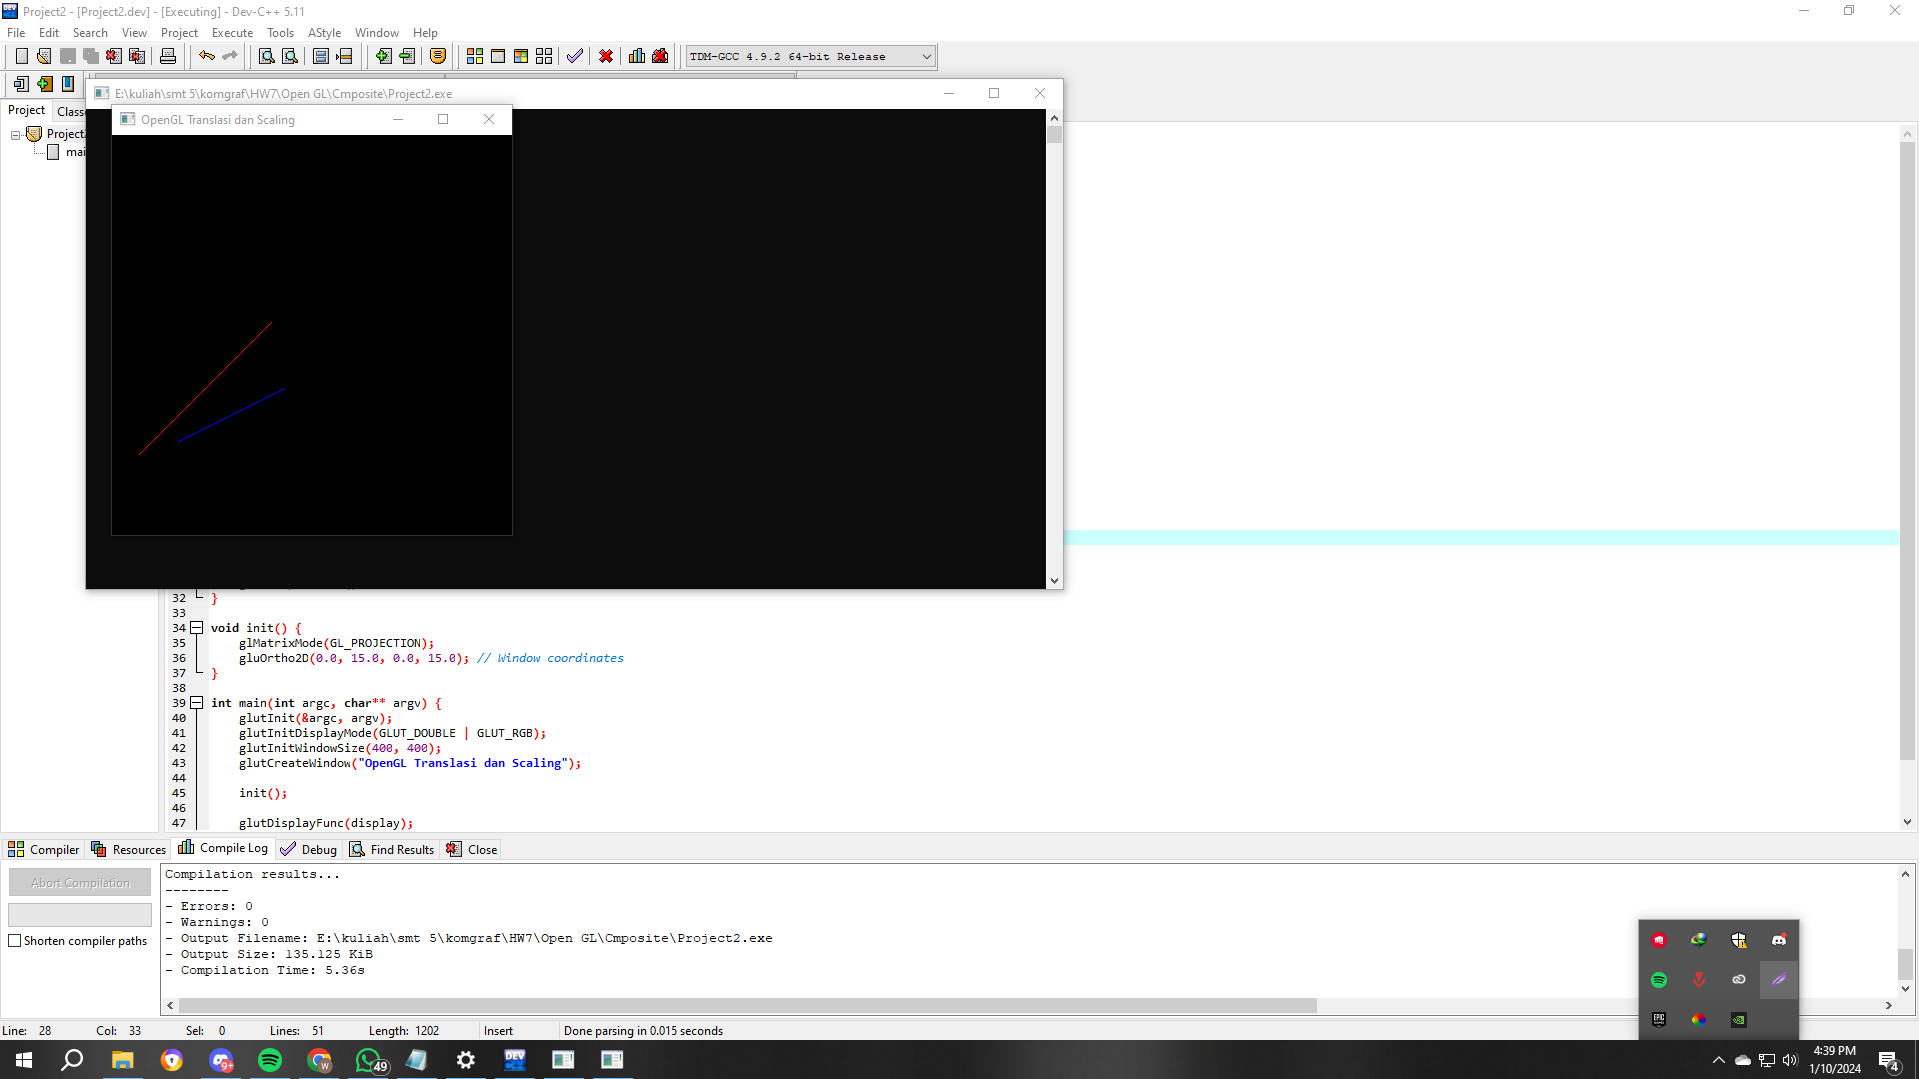 Project2 - [Project2.dev] - [Executing] - Dev-C++ 5.11
File Edit Search View Project Execute Tools AStyle Window Help
TDM-GCC 4.9.2 64-bit Release
E:\kuliah\smt 5\komgraf\HW7\Open GL\Cmposite\Project2.exe
Project Class
OpenGL Translasi dan Scaling
Project
mai
32 }
33
34 void init() {
35 glMatrixMode(GL_PROJECTION);
36 gluOrtho2D(0.0, 15.0, 0.0, 15.0); // Window coordinates
37 }
38
39 int main(int argc, char** argv) {
40 glutInit(&argc, argv);
41 glutInitDisplayMode(GLUT_DOUBLE | GLUT_RGB);
42 glutInitWindowSize(400, 400);
43 glutCreateWindow("OpenGL Translasi dan Scaling");
44
45 init();
46
47 glutDisplayFunc(display);
Compiler Resources Compile Log Debug Find Results Close
Abort Compilation
Shorten compiler paths
Compilation results...
--------
- Errors: 0
- Warnings: 0
- Output Filename: E:\kuliah\smt 5\komgraf\HW7\Open GL\Cmposite\Project2.exe
- Output Size: 135.125 KiB
- Compilation Time: 5.36s
Line: 28 Col: 33 Sel: 0 Lines: 51 Length: 1202 Insert Done parsing in 0.015 seconds
EPIC
9+
W
49
DEV
4:39 PM
1/10/2024
4